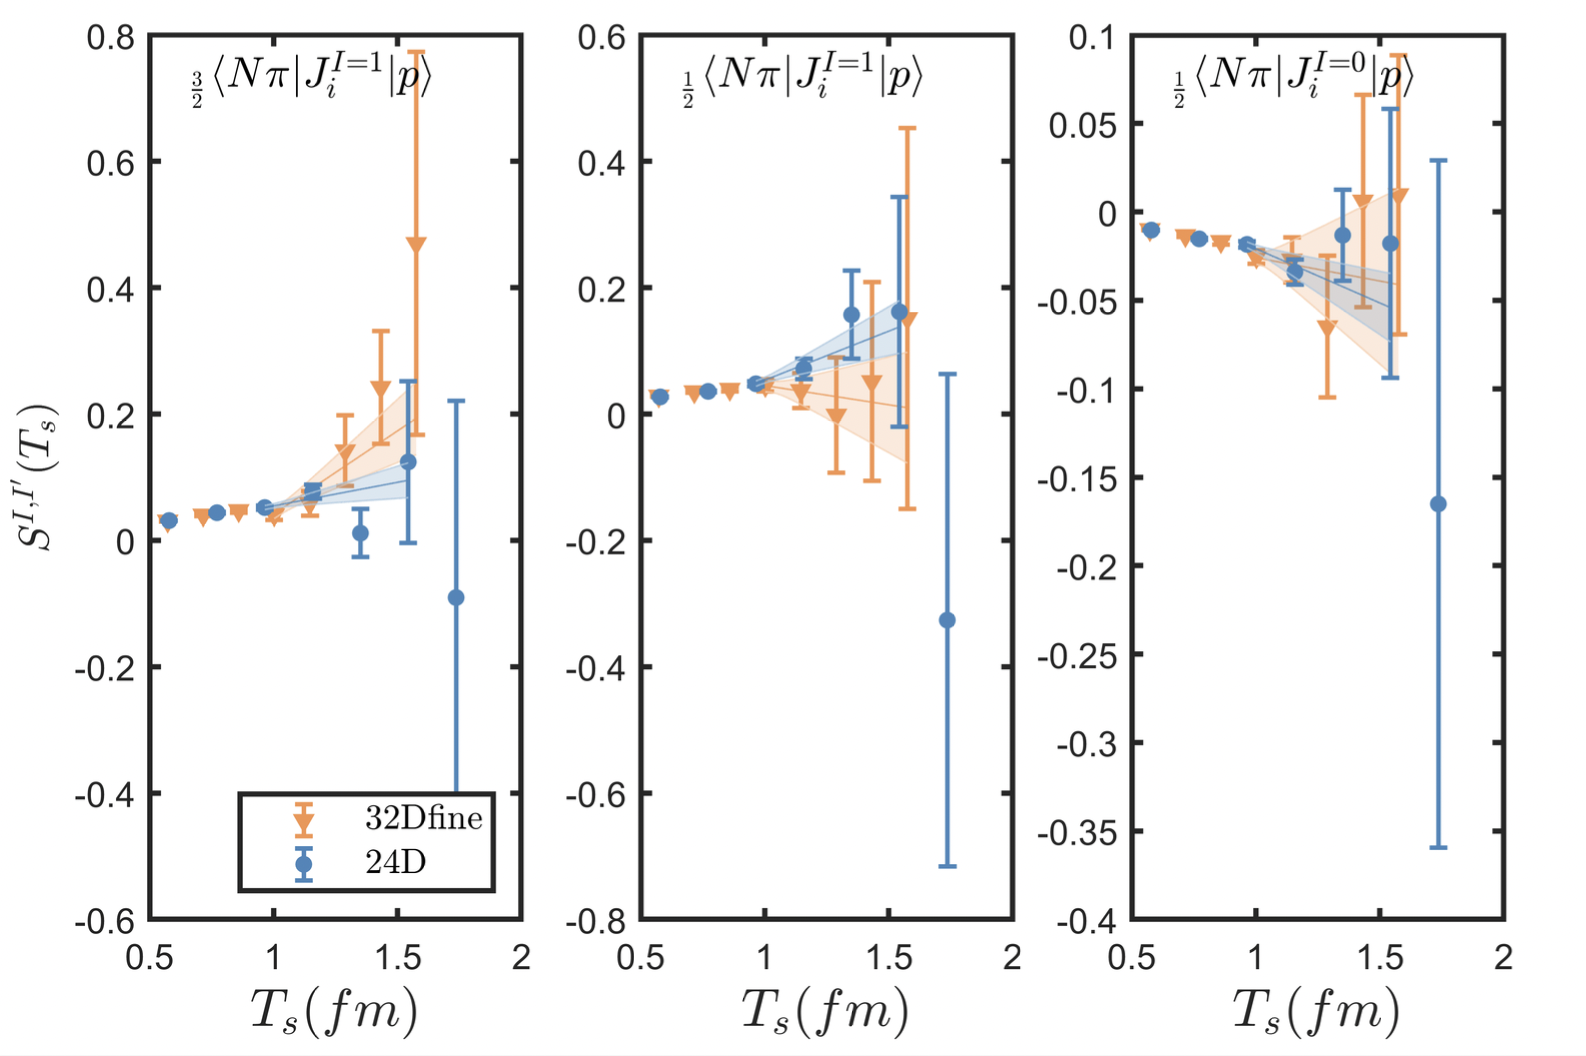 S^{I,I'}(T_s)
0.8
0.6
0.4
0.2
0
-0.2
-0.4
-0.6
3/2⟨Nπ|J_i^{I=1}|p⟩
32Dfine
24D
0.5 1 1.5 2
T_s(fm)
0.6
0.4
0.2
0
-0.2
-0.4
-0.6
-0.8
1/2⟨Nπ|J_i^{I=1}|p⟩
0.5 1 1.5 2
T_s(fm)
0.1
0.05
0
-0.05
-0.1
-0.15
-0.2
-0.25
-0.3
-0.35
-0.4
1/2⟨Nπ|J_i^{I=0}|p⟩
0.5 1 1.5 2
T_s(fm)